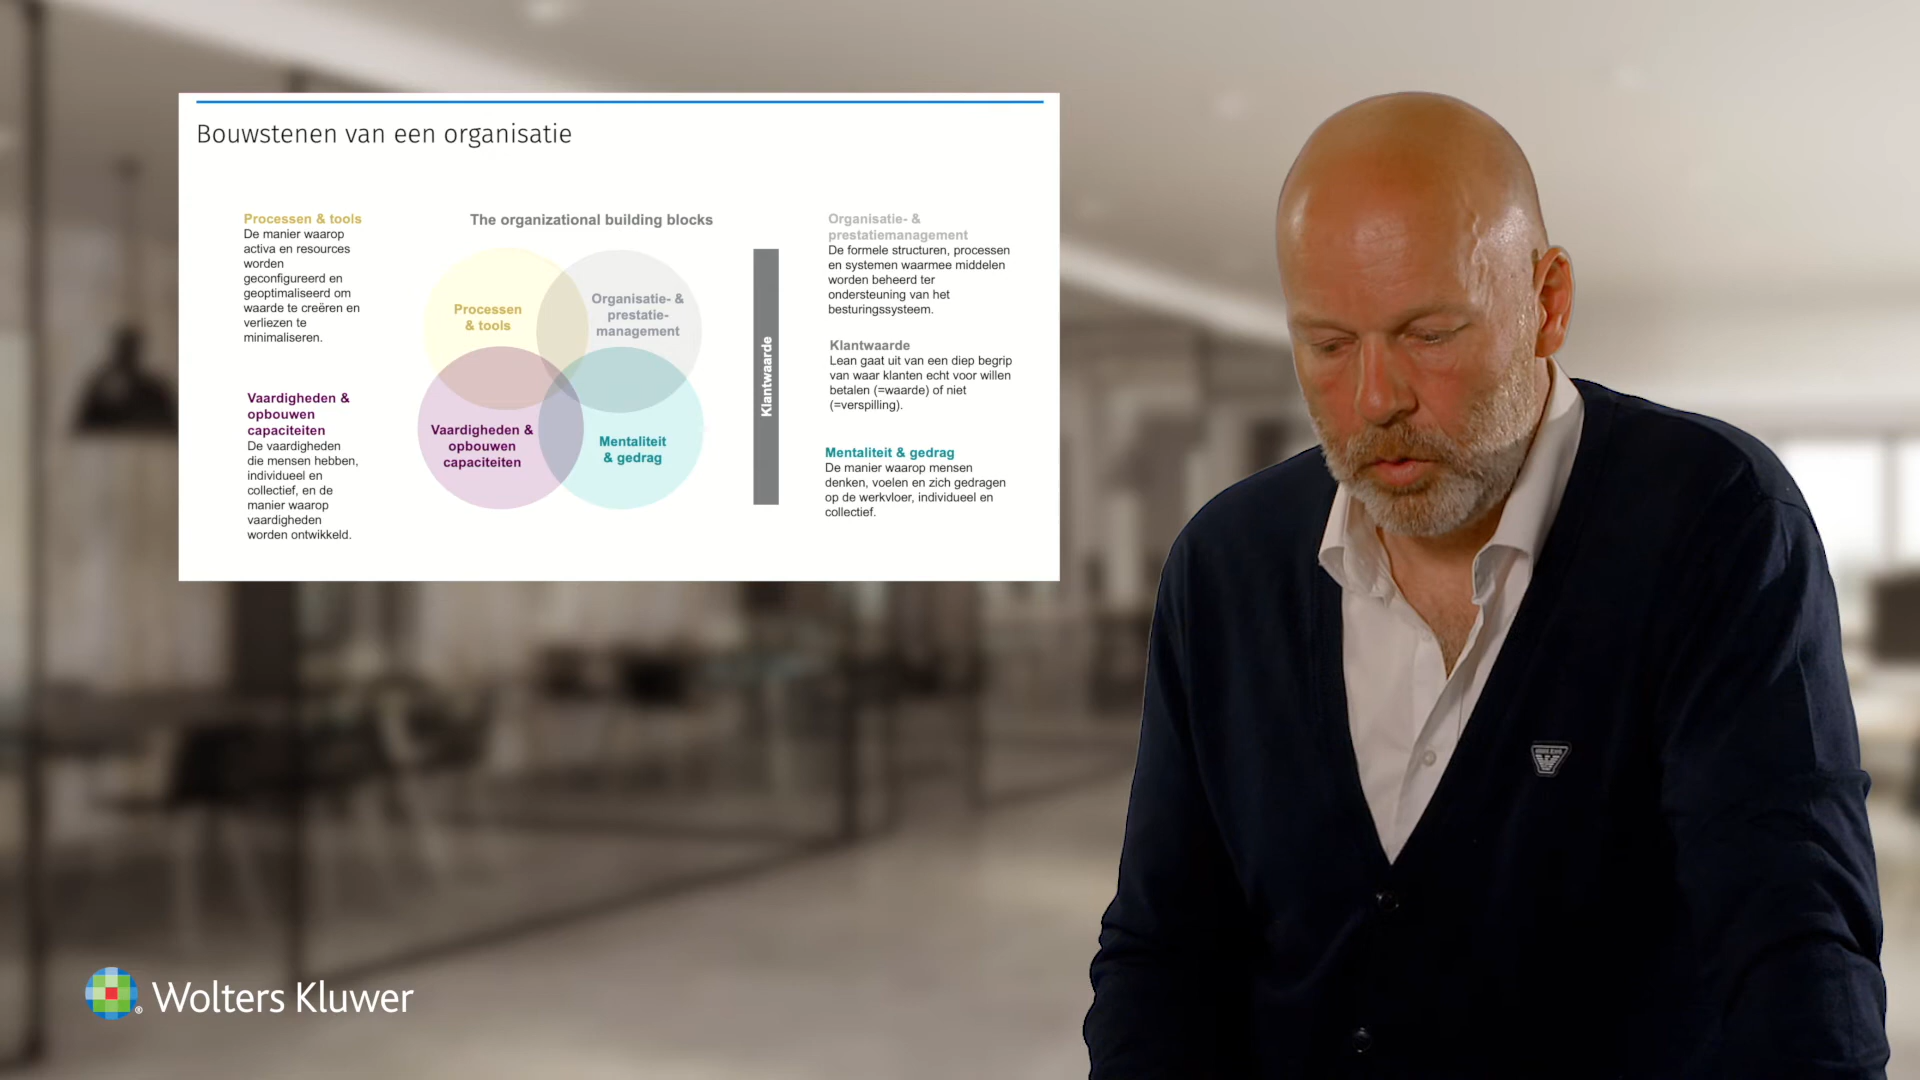 Bouwstenen van een organisatie
Processen & tools
De manier waarop
activa en resources
worden
geconfigureerd en
geoptimaliseerd om
waarde te creëren en
verliezen te
minimaliseren.
Vaardigheden &
opbouwen
capaciteiten
De vaardigheden
die mensen hebben,
individueel en
collectief, en de
manier waarop
vaardigheden
worden ontwikkeld.
The organizational building blocks
Processen
& tools
Organisatie- &
prestatie-
management
Vaardigheden &
opbouwen
capaciteiten
Mentaliteit
& gedrag
Klantwaarde
Organisatie- &
prestatiemanagement
De formele structuren, processen
en systemen waarmee middelen
worden beheerd ter
ondersteuning van het
besturingssysteem.
Klantwaarde
Lean gaat uit van een diep begrip
van waar klanten echt voor willen
betalen (=waarde) of niet
(=verspilling).
Mentaliteit & gedrag
De manier waarop mensen
denken, voelen en zich gedragen
op de werkvloer, individueel en
collectief.
Wolters Kluwer